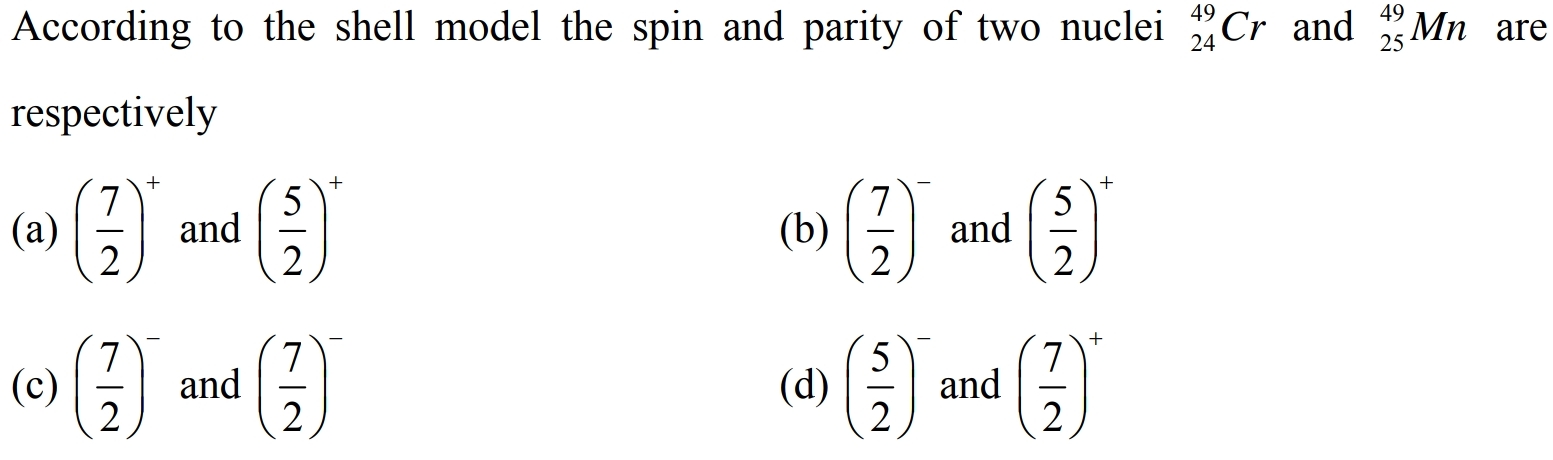 According to the shell model the spin and parity of two nuclei $^{49}_{24}Cr$ and $^{49}_{25}Mn$ are
respectively
(a) $\left(\frac{7}{2}\right)^{+}$ and $\left(\frac{5}{2}\right)^{+}$ (b) $\left(\frac{7}{2}\right)^{-}$ and $\left(\frac{5}{2}\right)^{+}$
(c) $\left(\frac{7}{2}\right)^{-}$ and $\left(\frac{7}{2}\right)^{-}$ (d) $\left(\frac{5}{2}\right)^{-}$ and $\left(\frac{7}{2}\right)^{+}$